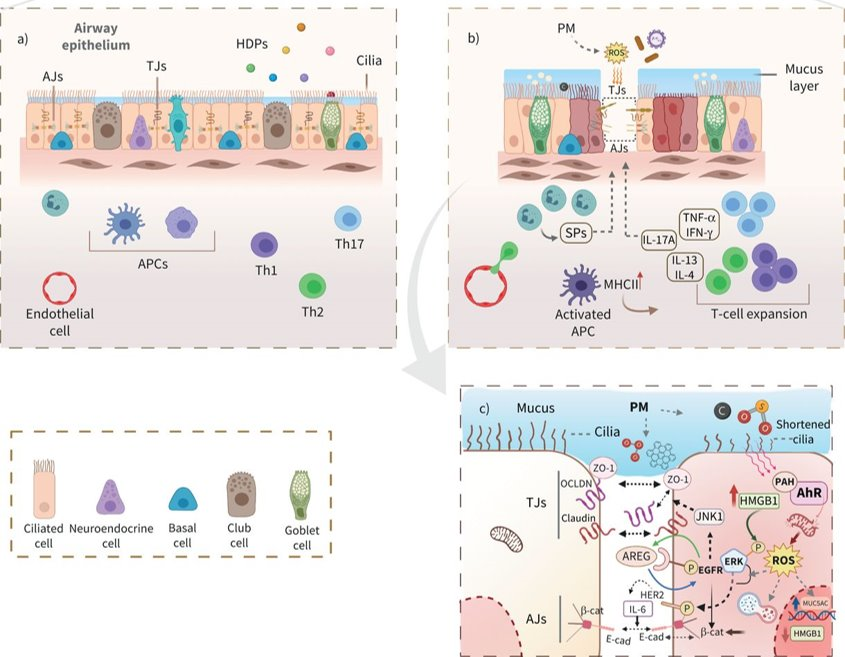 a)
Airway
epithelium
HDPs
Cilia
AJs
TJs
APCs
Th17
Th1
Th2
Endothelial
cell
b)
PM
ROS
Mucus
layer
C
TJs
AJs
SPs
TNF-α
IFN-γ
IL-17A
IL-13
IL-4
MHCII
Activated
APC
T-cell expansion
Ciliated
cell
Neuroendocrine
cell
Basal
cell
Club
cell
Goblet
cell
c)
Mucus
PM
C
S
O
O
Cilia
Shortened
cilia
ZO-1
ZO-1
OCLDN
TJs
Claudin
PAH
AhR
HMGB1
JNK1
P
AREG
P
EGFR
ERK
ROS
HER2
IL-6
P
AJs
β-cat
E-cad
E-cad
β-cat
MUC5AC
HMGB1